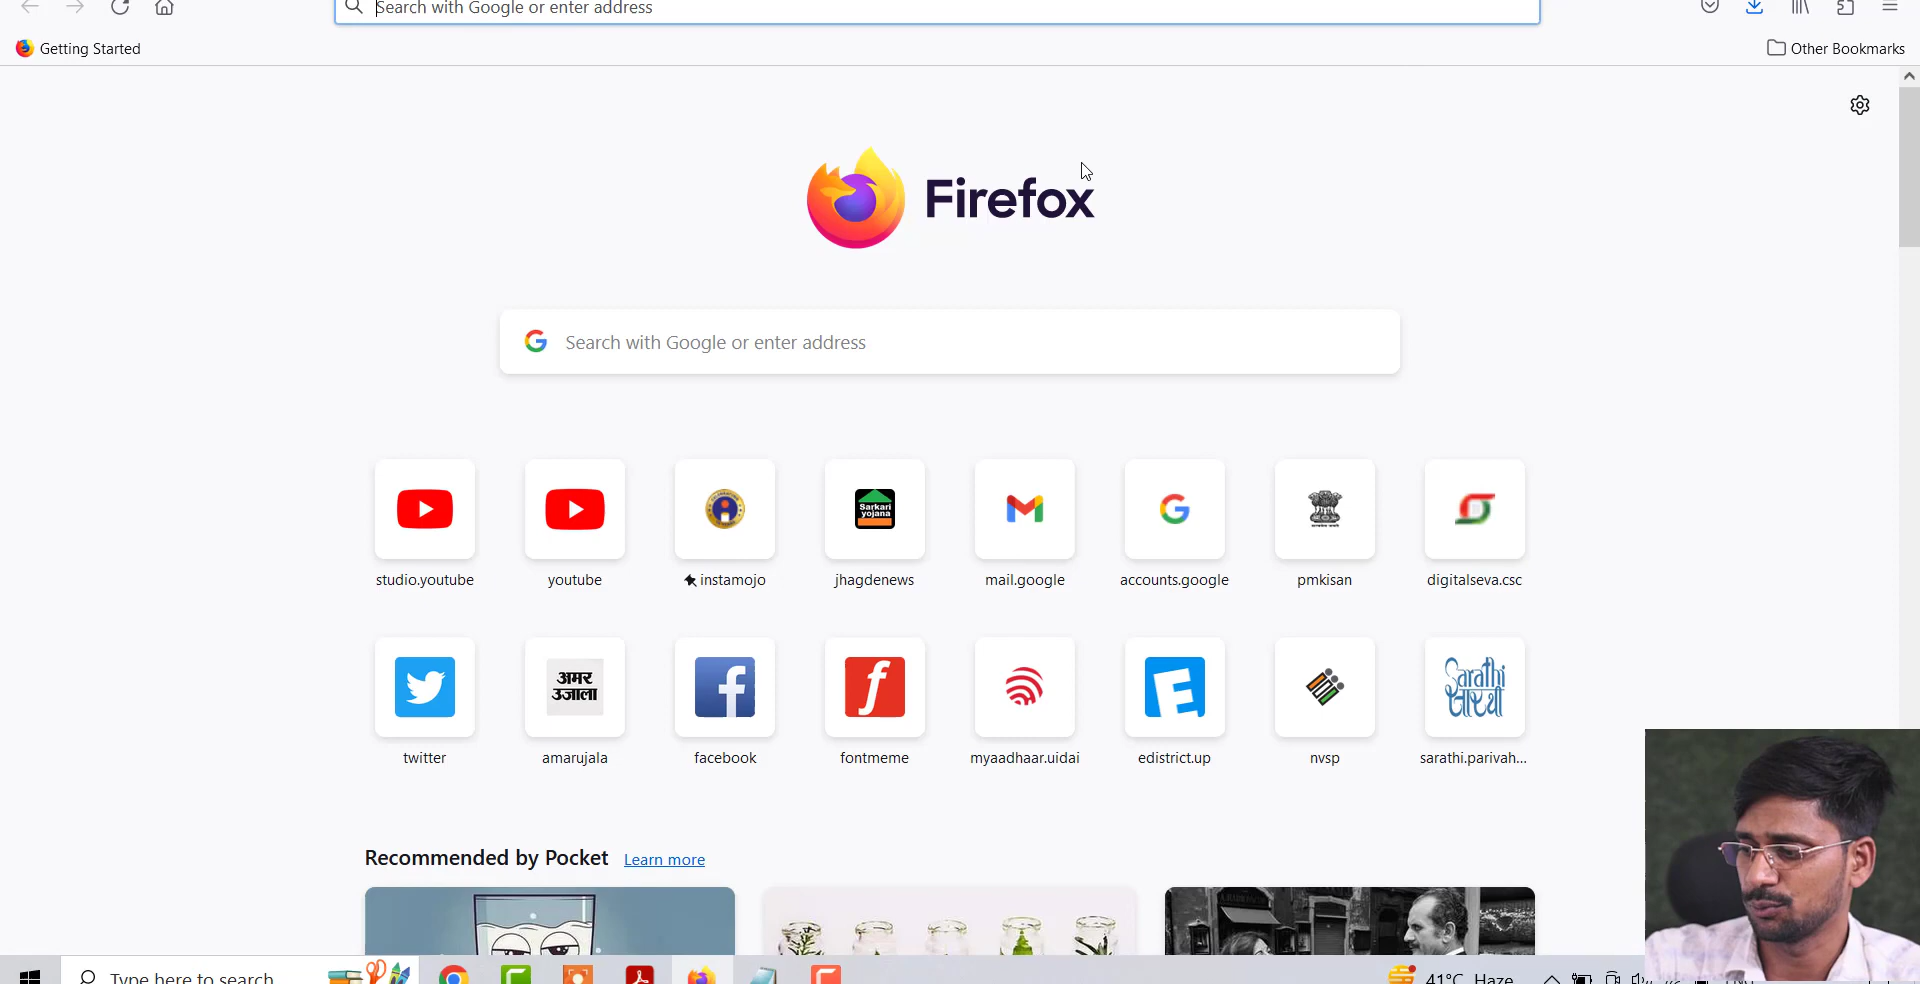 Search with Google or enter address
Getting Started
Other Bookmarks
Firefox
Search with Google or enter address
Sarkari
yojana
studio.youtube
youtube
instamojo
jhagdenews
mail.google
accounts.google
pmkisan
digitalseva.csc
अमर
उजाला
Sarathi
सारथी
twitter
amarujala
facebook
fontmeme
myaadhaar.uidai
edistrict.up
nvsp
sarathi.parivah...
Recommended by Pocket
Learn more
Type here to search
41°C Haze